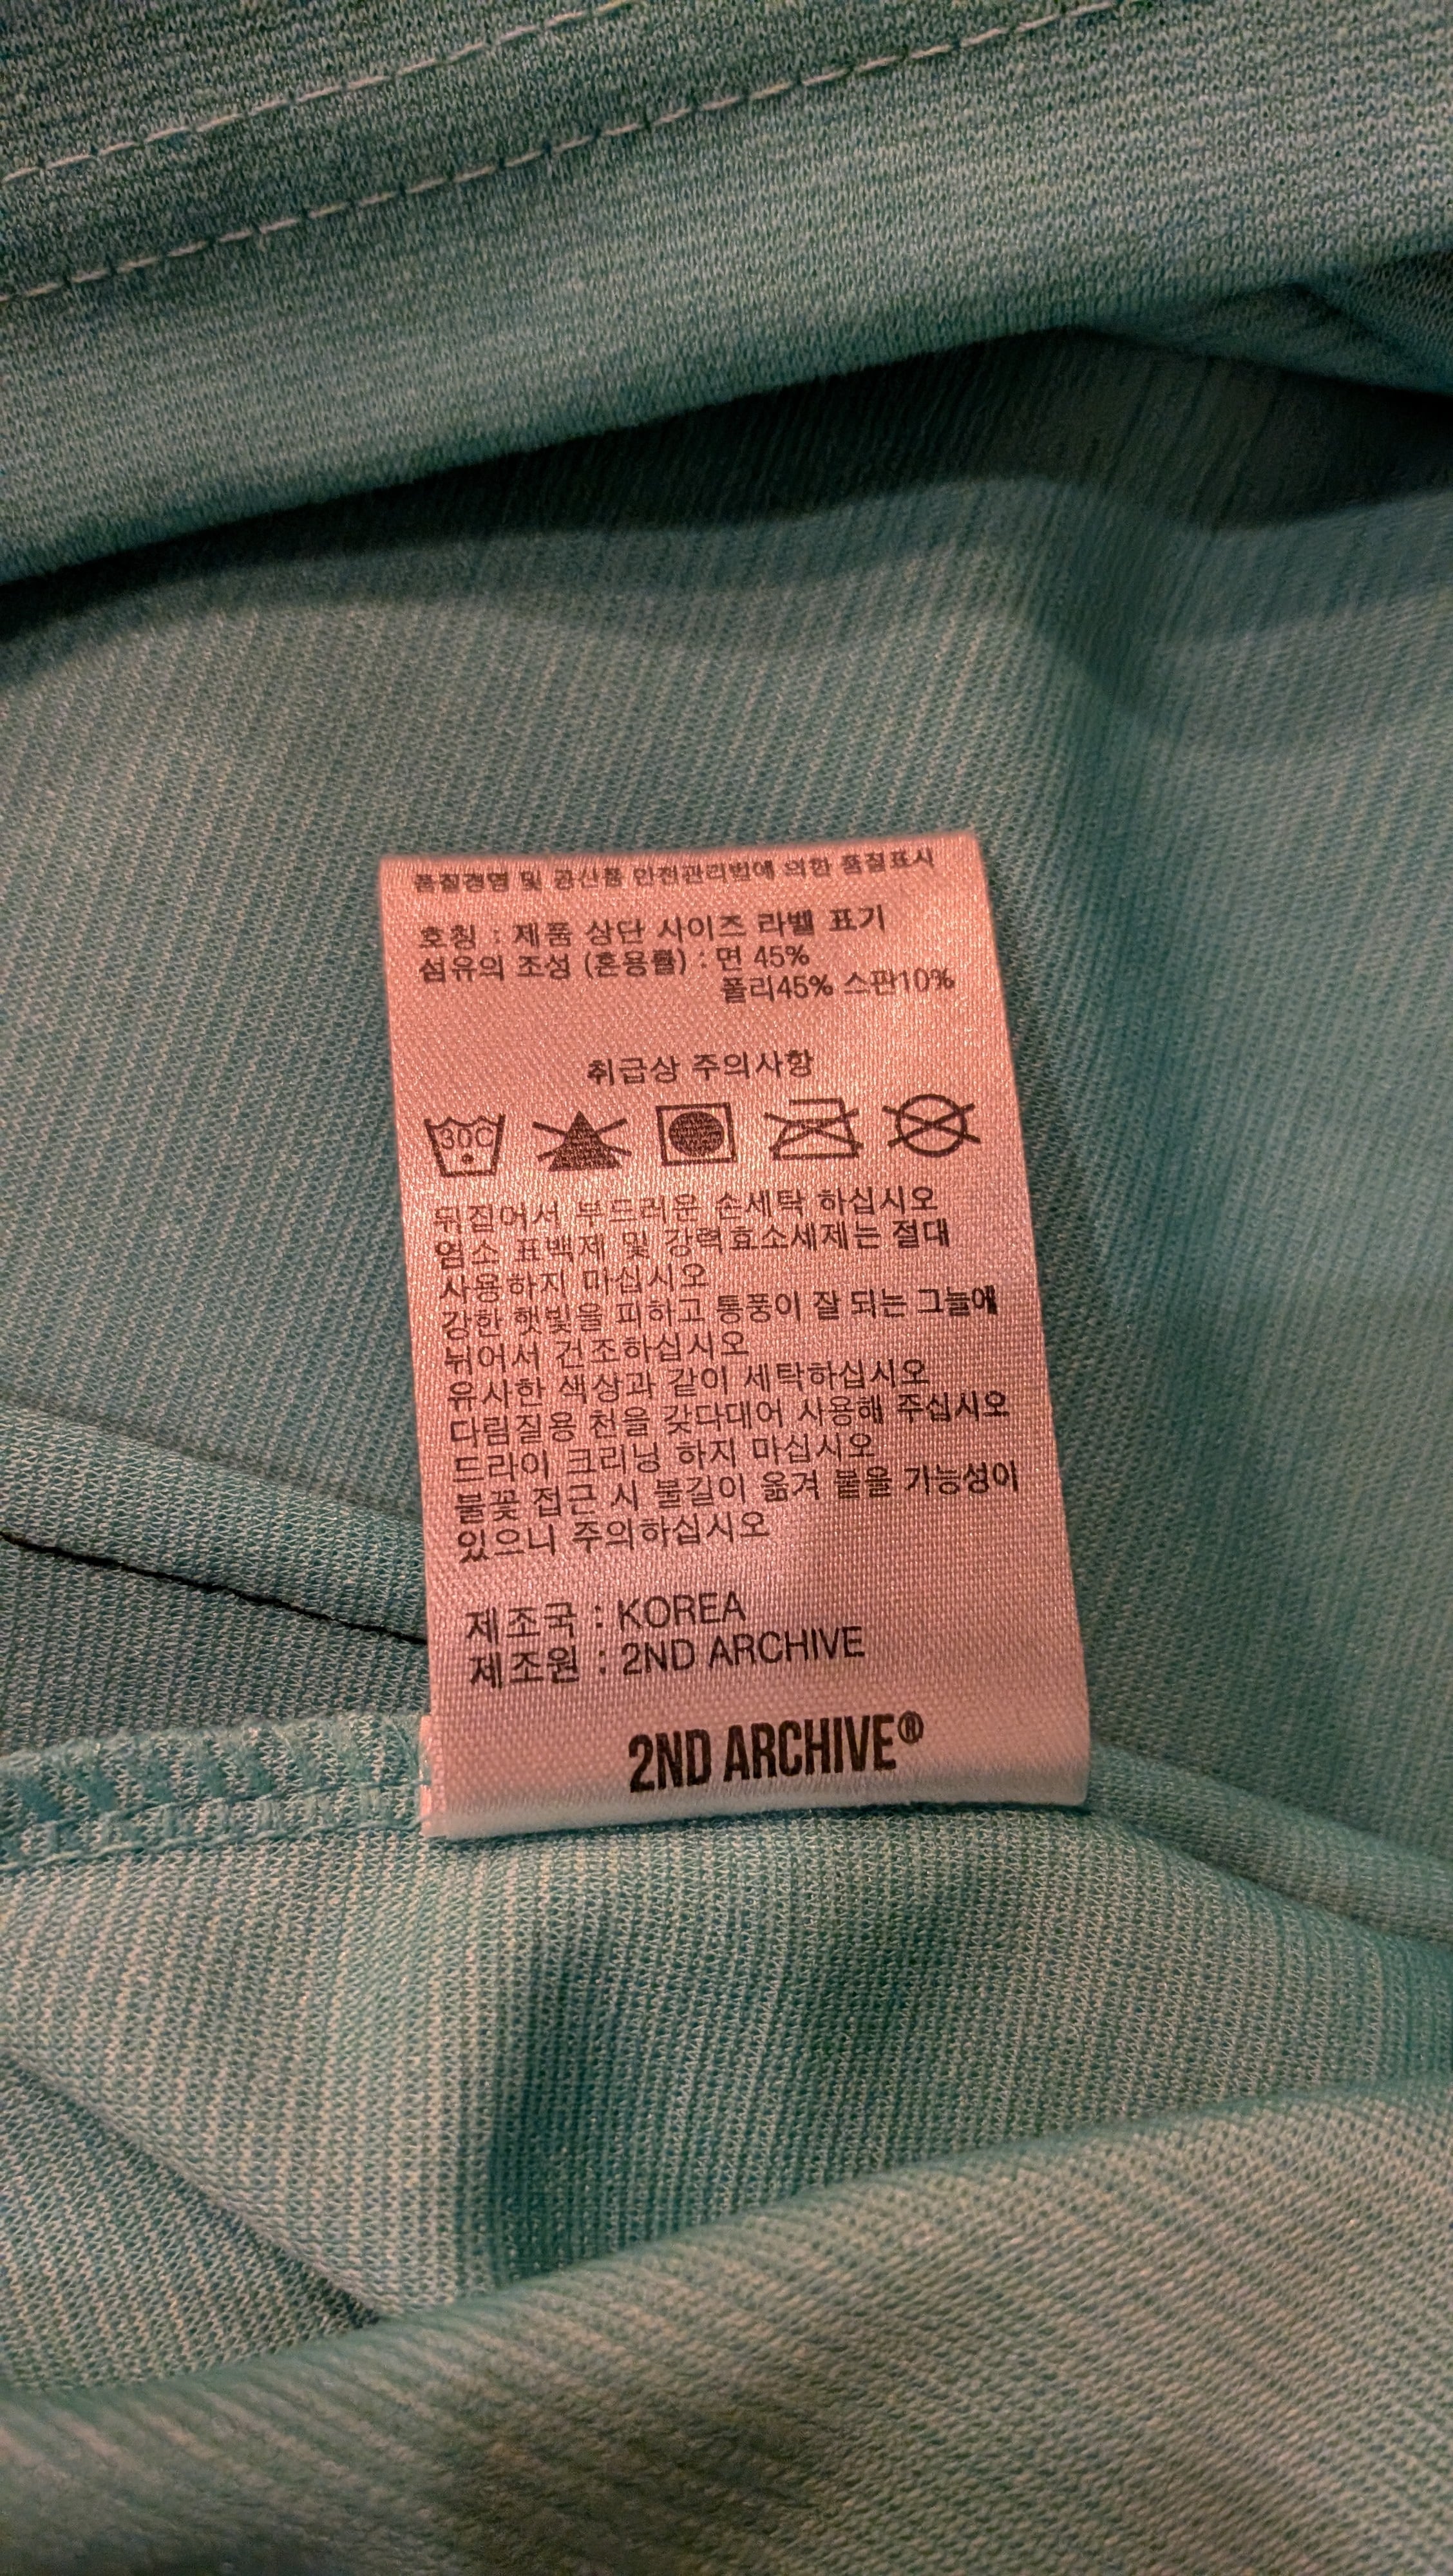 품질경영 및 공산품 안전관리법에 의한 품질표시
호칭 : 제품 상단 사이즈 라벨 표기
섬유의 조성 (혼용률) : 면 45%
폴리45% 스판10%
취급상 주의사항
30C
뒤집어서 부드러운 손세탁 하십시오
염소 표백제 및 강력효소세제는 절대
사용하지 마십시오
강한 햇빛을 피하고 통풍이 잘 되는 그늘에
뉘어서 건조하십시오
유사한 색상과 같이 세탁하십시오
다림질용 천을 갖다대어 사용해 주십시오
드라이 크리닝 하지 마십시오
불꽃 접근 시 불길이 옮겨 붙을 가능성이
있으니 주의하십시오
제조국 : KOREA
제조원 : 2ND ARCHIVE
2ND ARCHIVE®